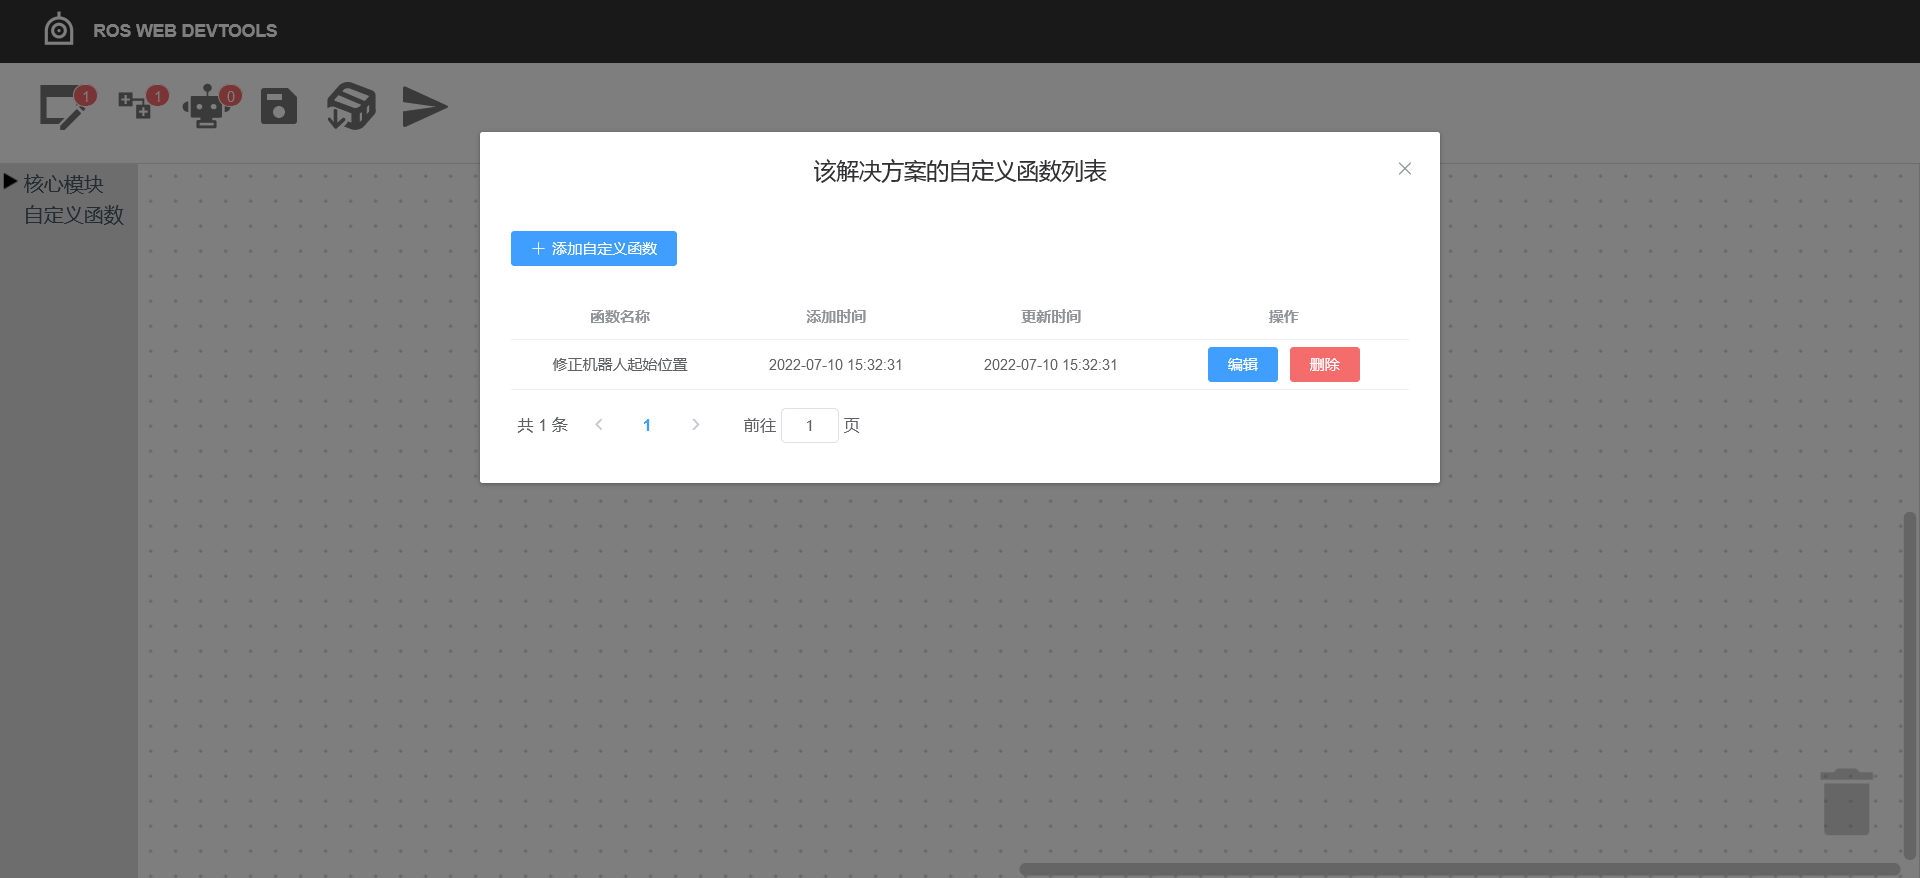 ROS WEB DEVTOOLS
1
1
0
核心模块
自定义函数
该解决方案的自定义函数列表
添加自定义函数
函数名称 添加时间 更新时间 操作
修正机器人起始位置 2022-07-10 15:32:31 2022-07-10 15:32:31 编辑 删除
共 1 条 1 前往 1 页